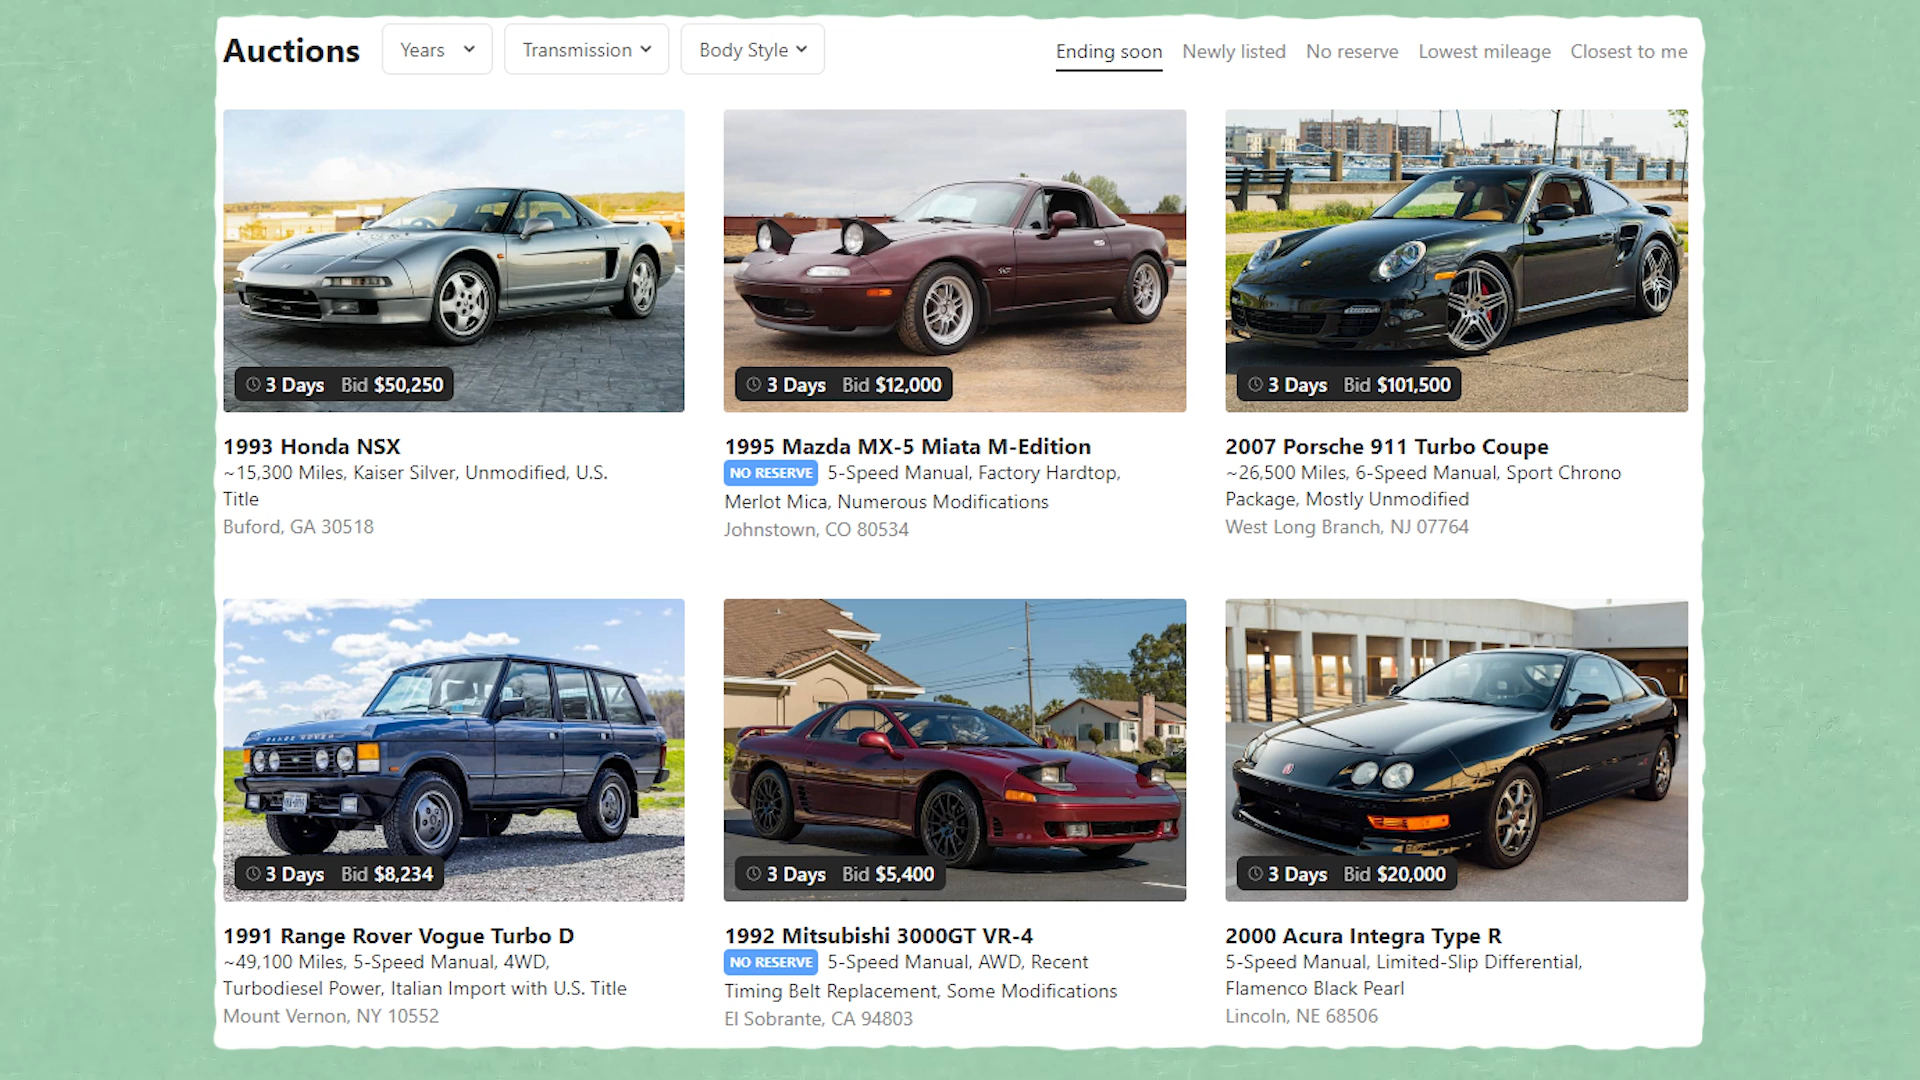 Auctions
Years
Transmission
Body Style
Ending soon
Newly listed
No reserve
Lowest mileage
Closest to me
3 Days Bid $50,250
3 Days Bid $12,000
3 Days Bid $101,500
1993 Honda NSX
~15,300 Miles, Kaiser Silver, Unmodified, U.S.
Title
Buford, GA 30518
1995 Mazda MX-5 Miata M-Edition
NO RESERVE 5-Speed Manual, Factory Hardtop,
Merlot Mica, Numerous Modifications
Johnstown, CO 80534
2007 Porsche 911 Turbo Coupe
~26,500 Miles, 6-Speed Manual, Sport Chrono
Package, Mostly Unmodified
West Long Branch, NJ 07764
RANGE ROVER
3 Days Bid $8,234
3 Days Bid $5,400
3 Days Bid $20,000
1991 Range Rover Vogue Turbo D
~49,100 Miles, 5-Speed Manual, 4WD,
Turbodiesel Power, Italian Import with U.S. Title
Mount Vernon, NY 10552
1992 Mitsubishi 3000GT VR-4
NO RESERVE 5-Speed Manual, AWD, Recent
Timing Belt Replacement, Some Modifications
El Sobrante, CA 94803
2000 Acura Integra Type R
5-Speed Manual, Limited-Slip Differential,
Flamenco Black Pearl
Lincoln, NE 68506